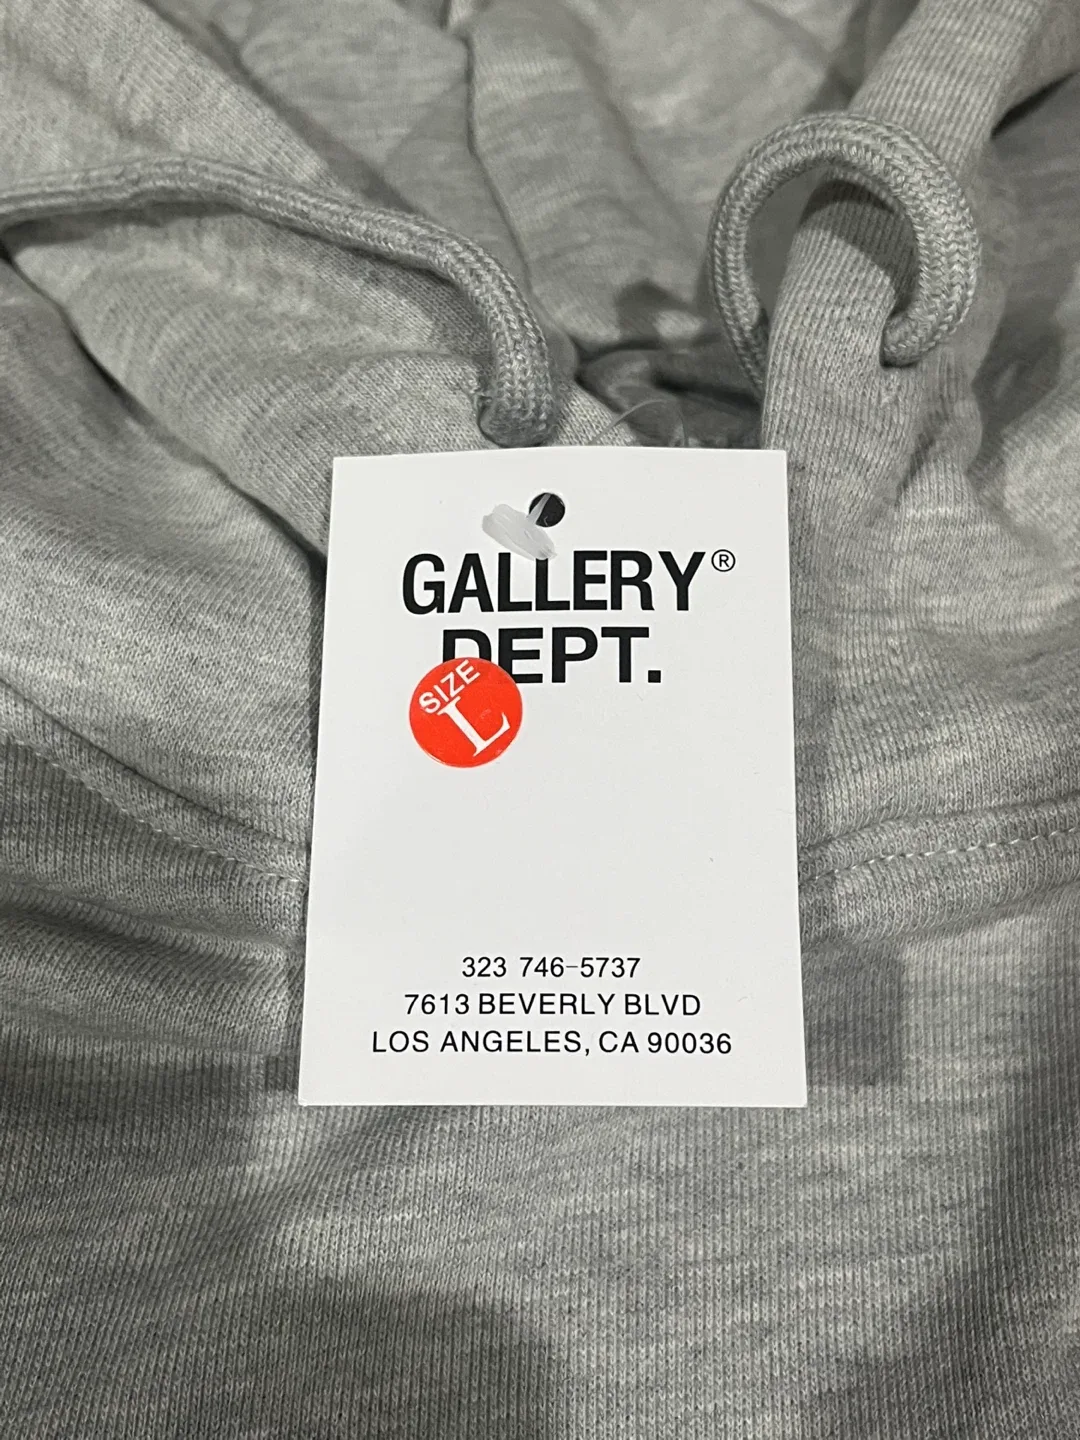 GALLERY®
DEPT.
SIZE
L
323 746-5737
7613 BEVERLY BLVD
LOS ANGELES, CA 90036